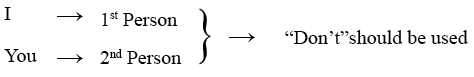 I ⟶ 1st Person
“Don’t”should be used
You ⟶ 2nd Person